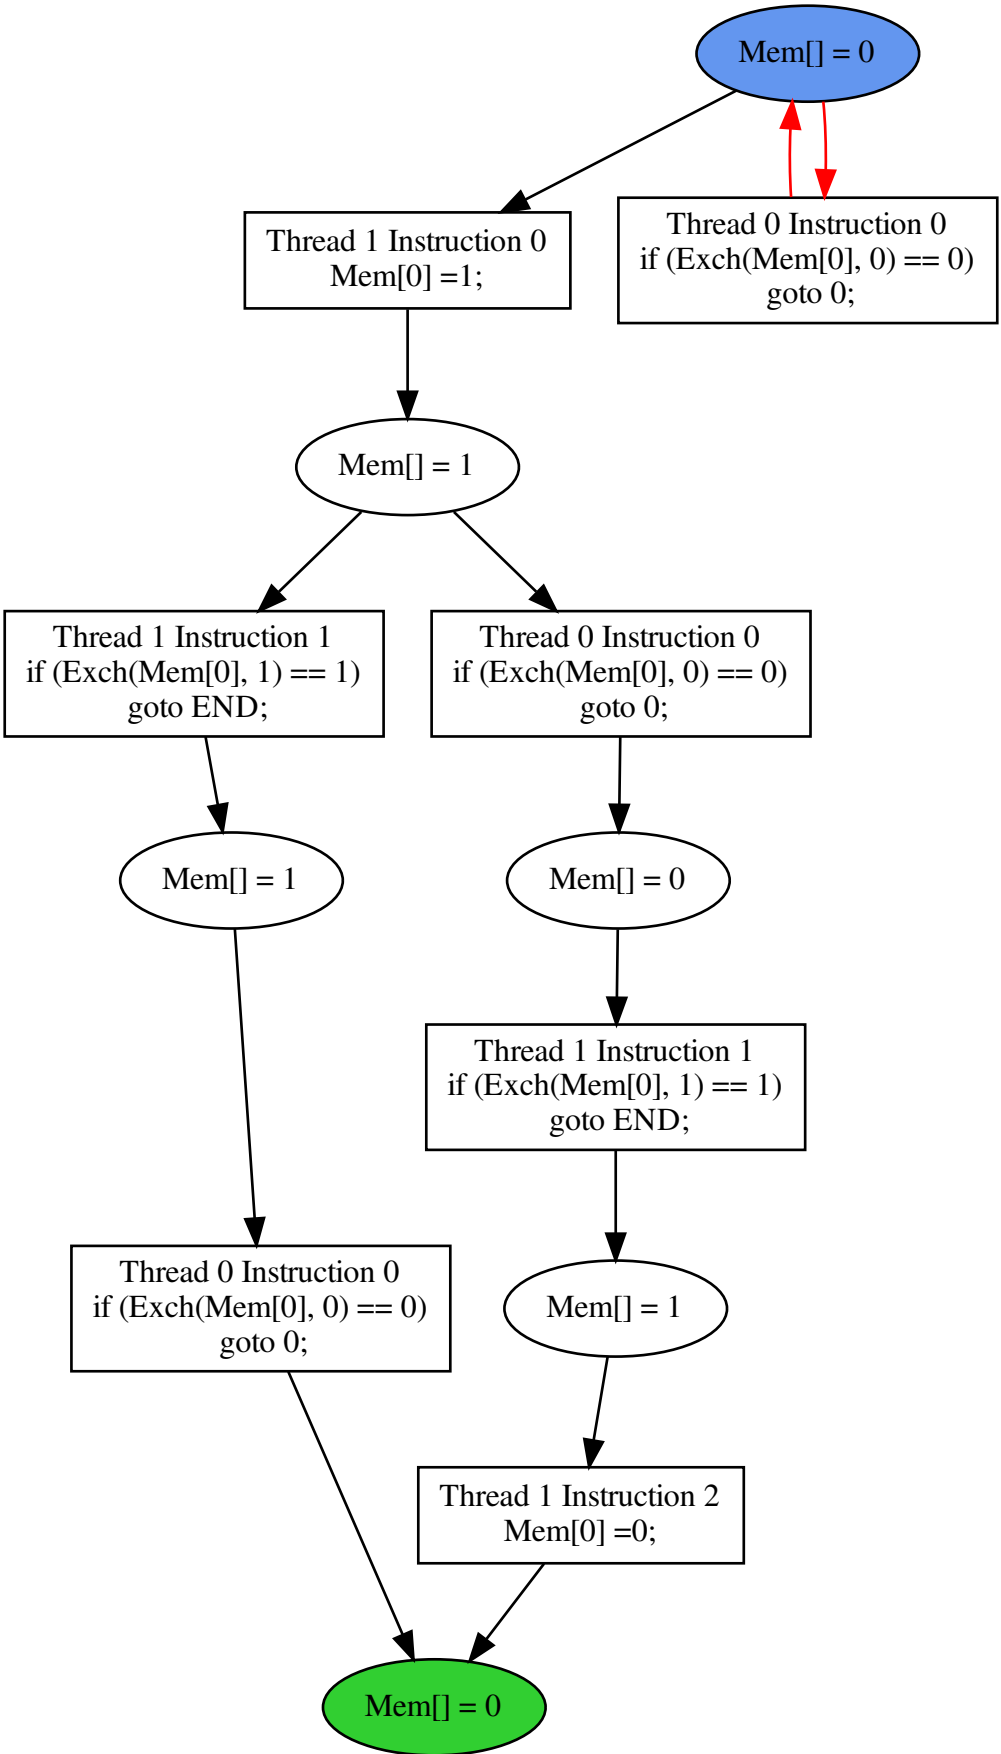 Mem[] = 0
Thread 1 Instruction 0
Mem[0] =1;
Thread 0 Instruction 0
if (Exch(Mem[0], 0) == 0)
goto 0;
Mem[] = 1
Thread 1 Instruction 1
if (Exch(Mem[0], 1) == 1)
goto END;
Thread 0 Instruction 0
if (Exch(Mem[0], 0) == 0)
goto 0;
Mem[] = 1
Mem[] = 0
Thread 1 Instruction 1
if (Exch(Mem[0], 1) == 1)
goto END;
Thread 0 Instruction 0
if (Exch(Mem[0], 0) == 0)
goto 0;
Mem[] = 1
Thread 1 Instruction 2
Mem[0] =0;
Mem[] = 0